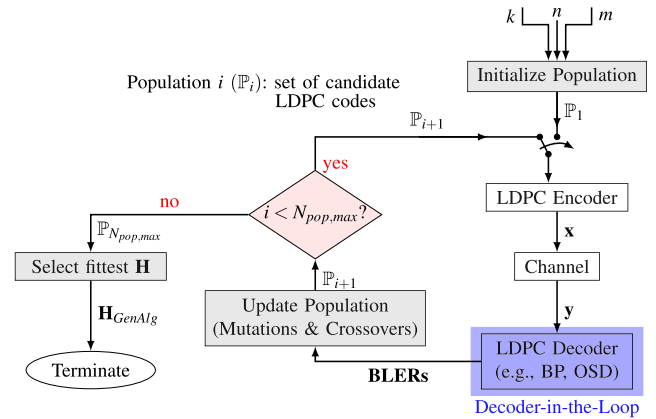 k n m
Initialize Population
Population i (ℙ_i): set of candidate
LDPC codes
ℙ_1
ℙ_{i+1}
yes
no
i < N_{pop,max}?
LDPC Encoder
ℙ_{N_{pop,max}}
x
Select fittest H
Channel
ℙ_{i+1}
Update Population
(Mutations & Crossovers)
H_{GenAlg}
y
LDPC Decoder
(e.g., BP, OSD)
Terminate
BLERs
Decoder-in-the-Loop